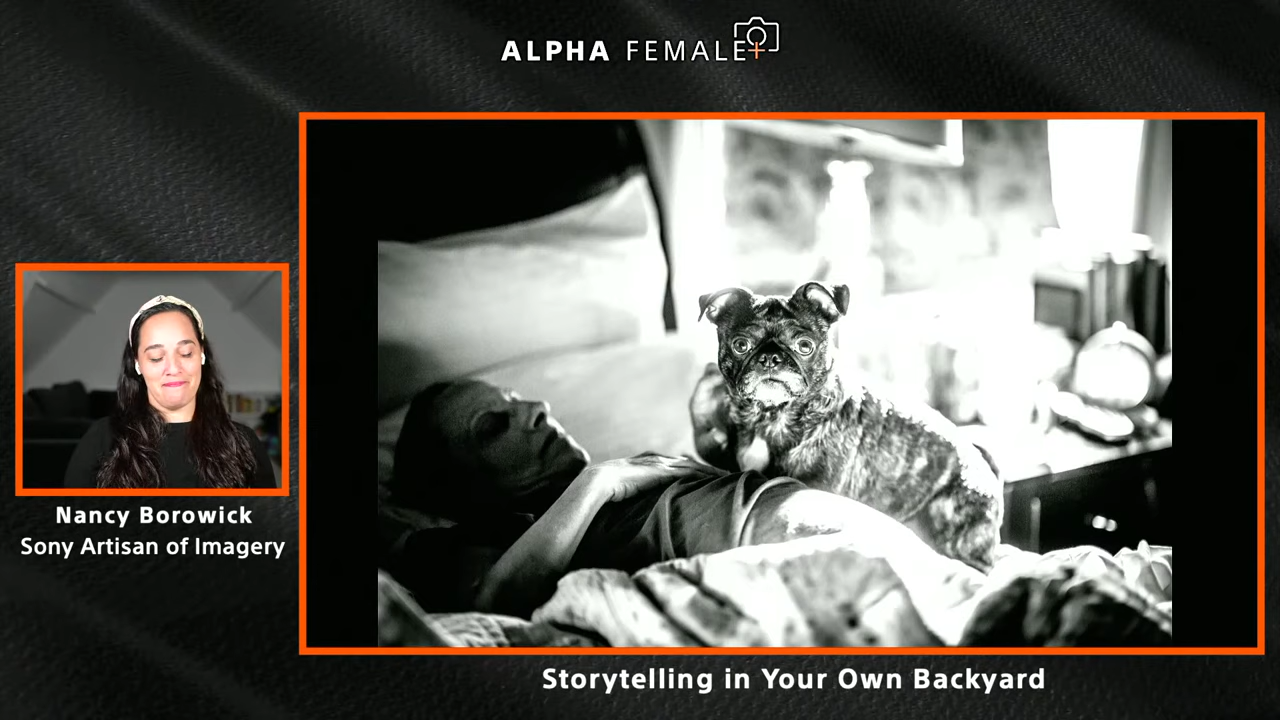 ALPHA FEMALE
Nancy Borowick
Sony Artisan of Imagery
Storytelling in Your Own Backyard